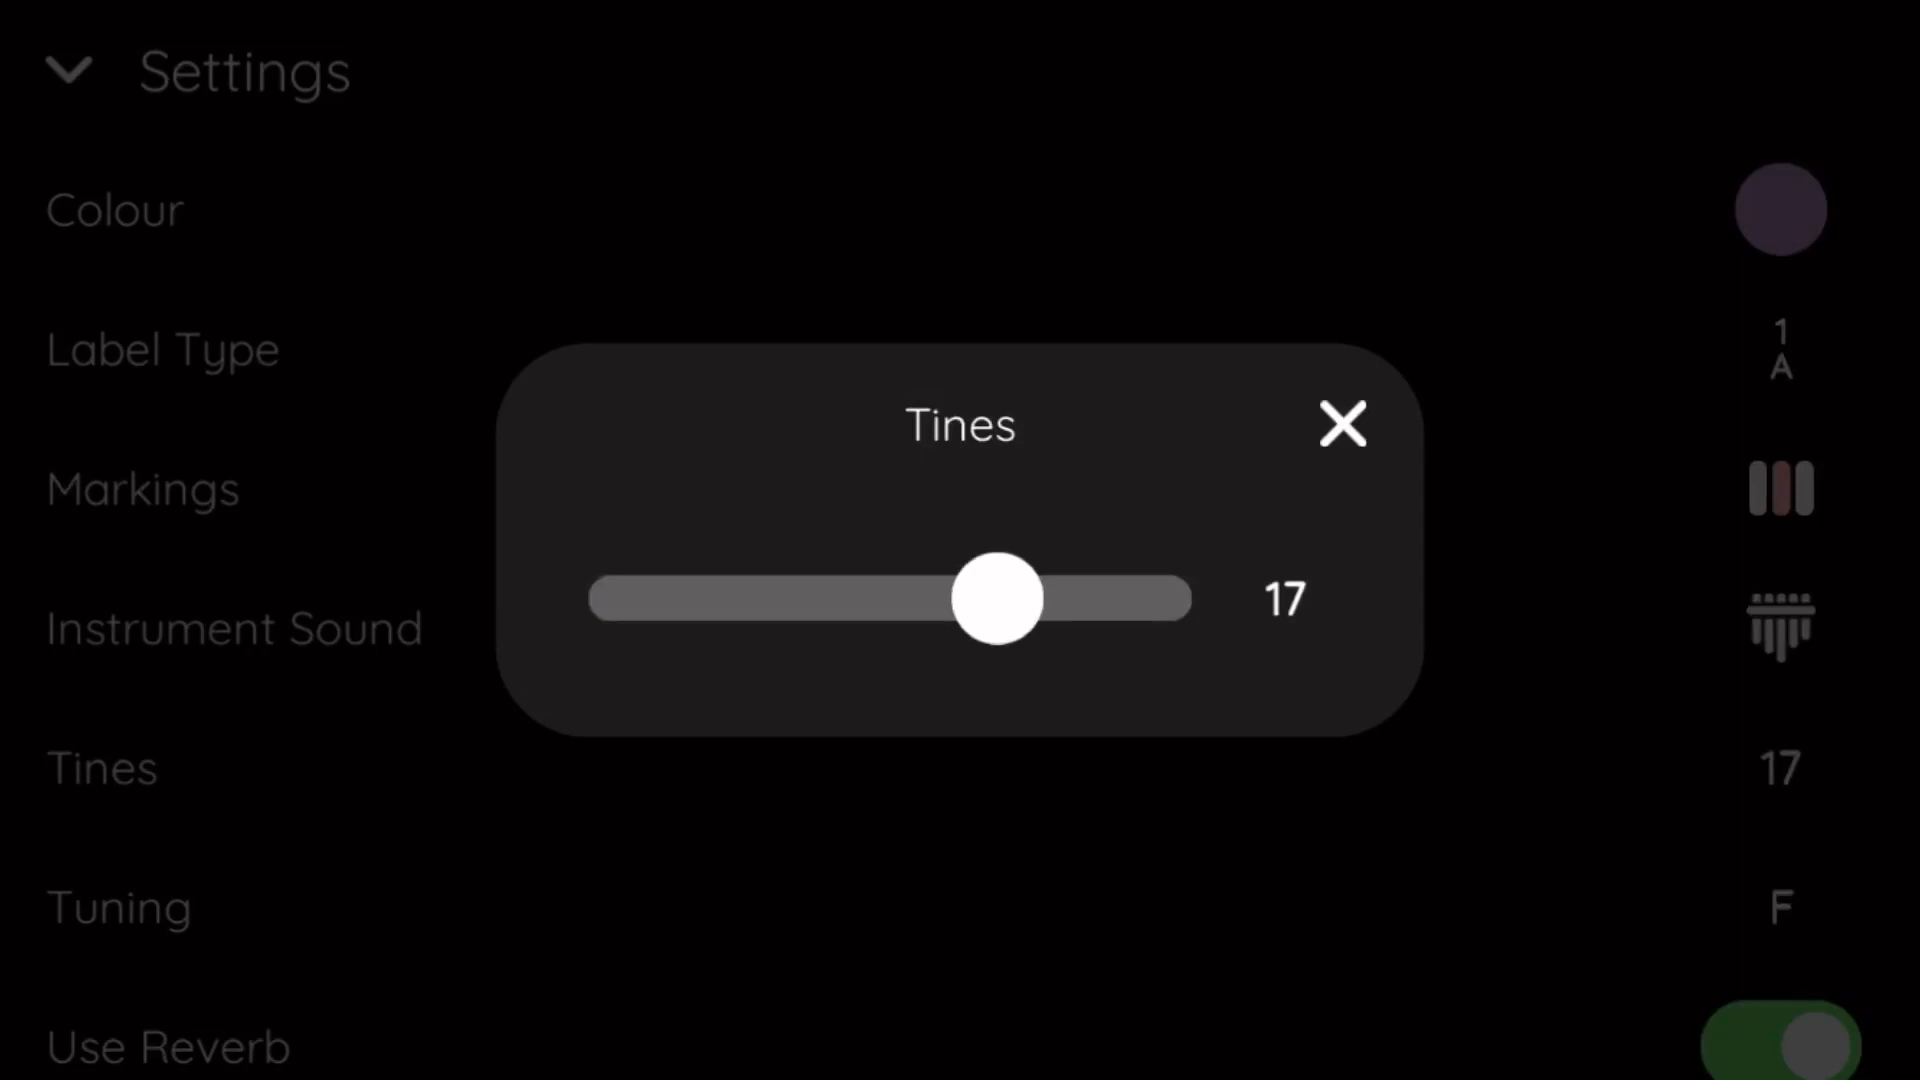 Settings
Colour
Label Type
1
A
Markings
Instrument Sound
Tines
17
Tines
17
Tuning
F
Use Reverb